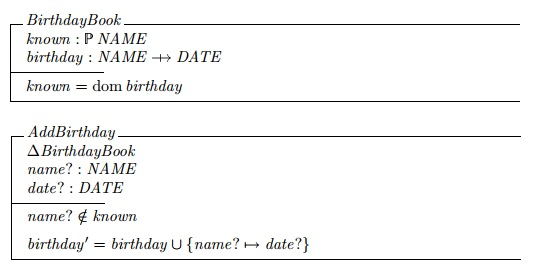 BirthdayBook
known : ℙ NAME
birthday : NAME ⇸ DATE
known = dom birthday
AddBirthday
ΔBirthdayBook
name? : NAME
date? : DATE
name? ∉ known
birthday′ = birthday ∪ {name? ↦ date?}